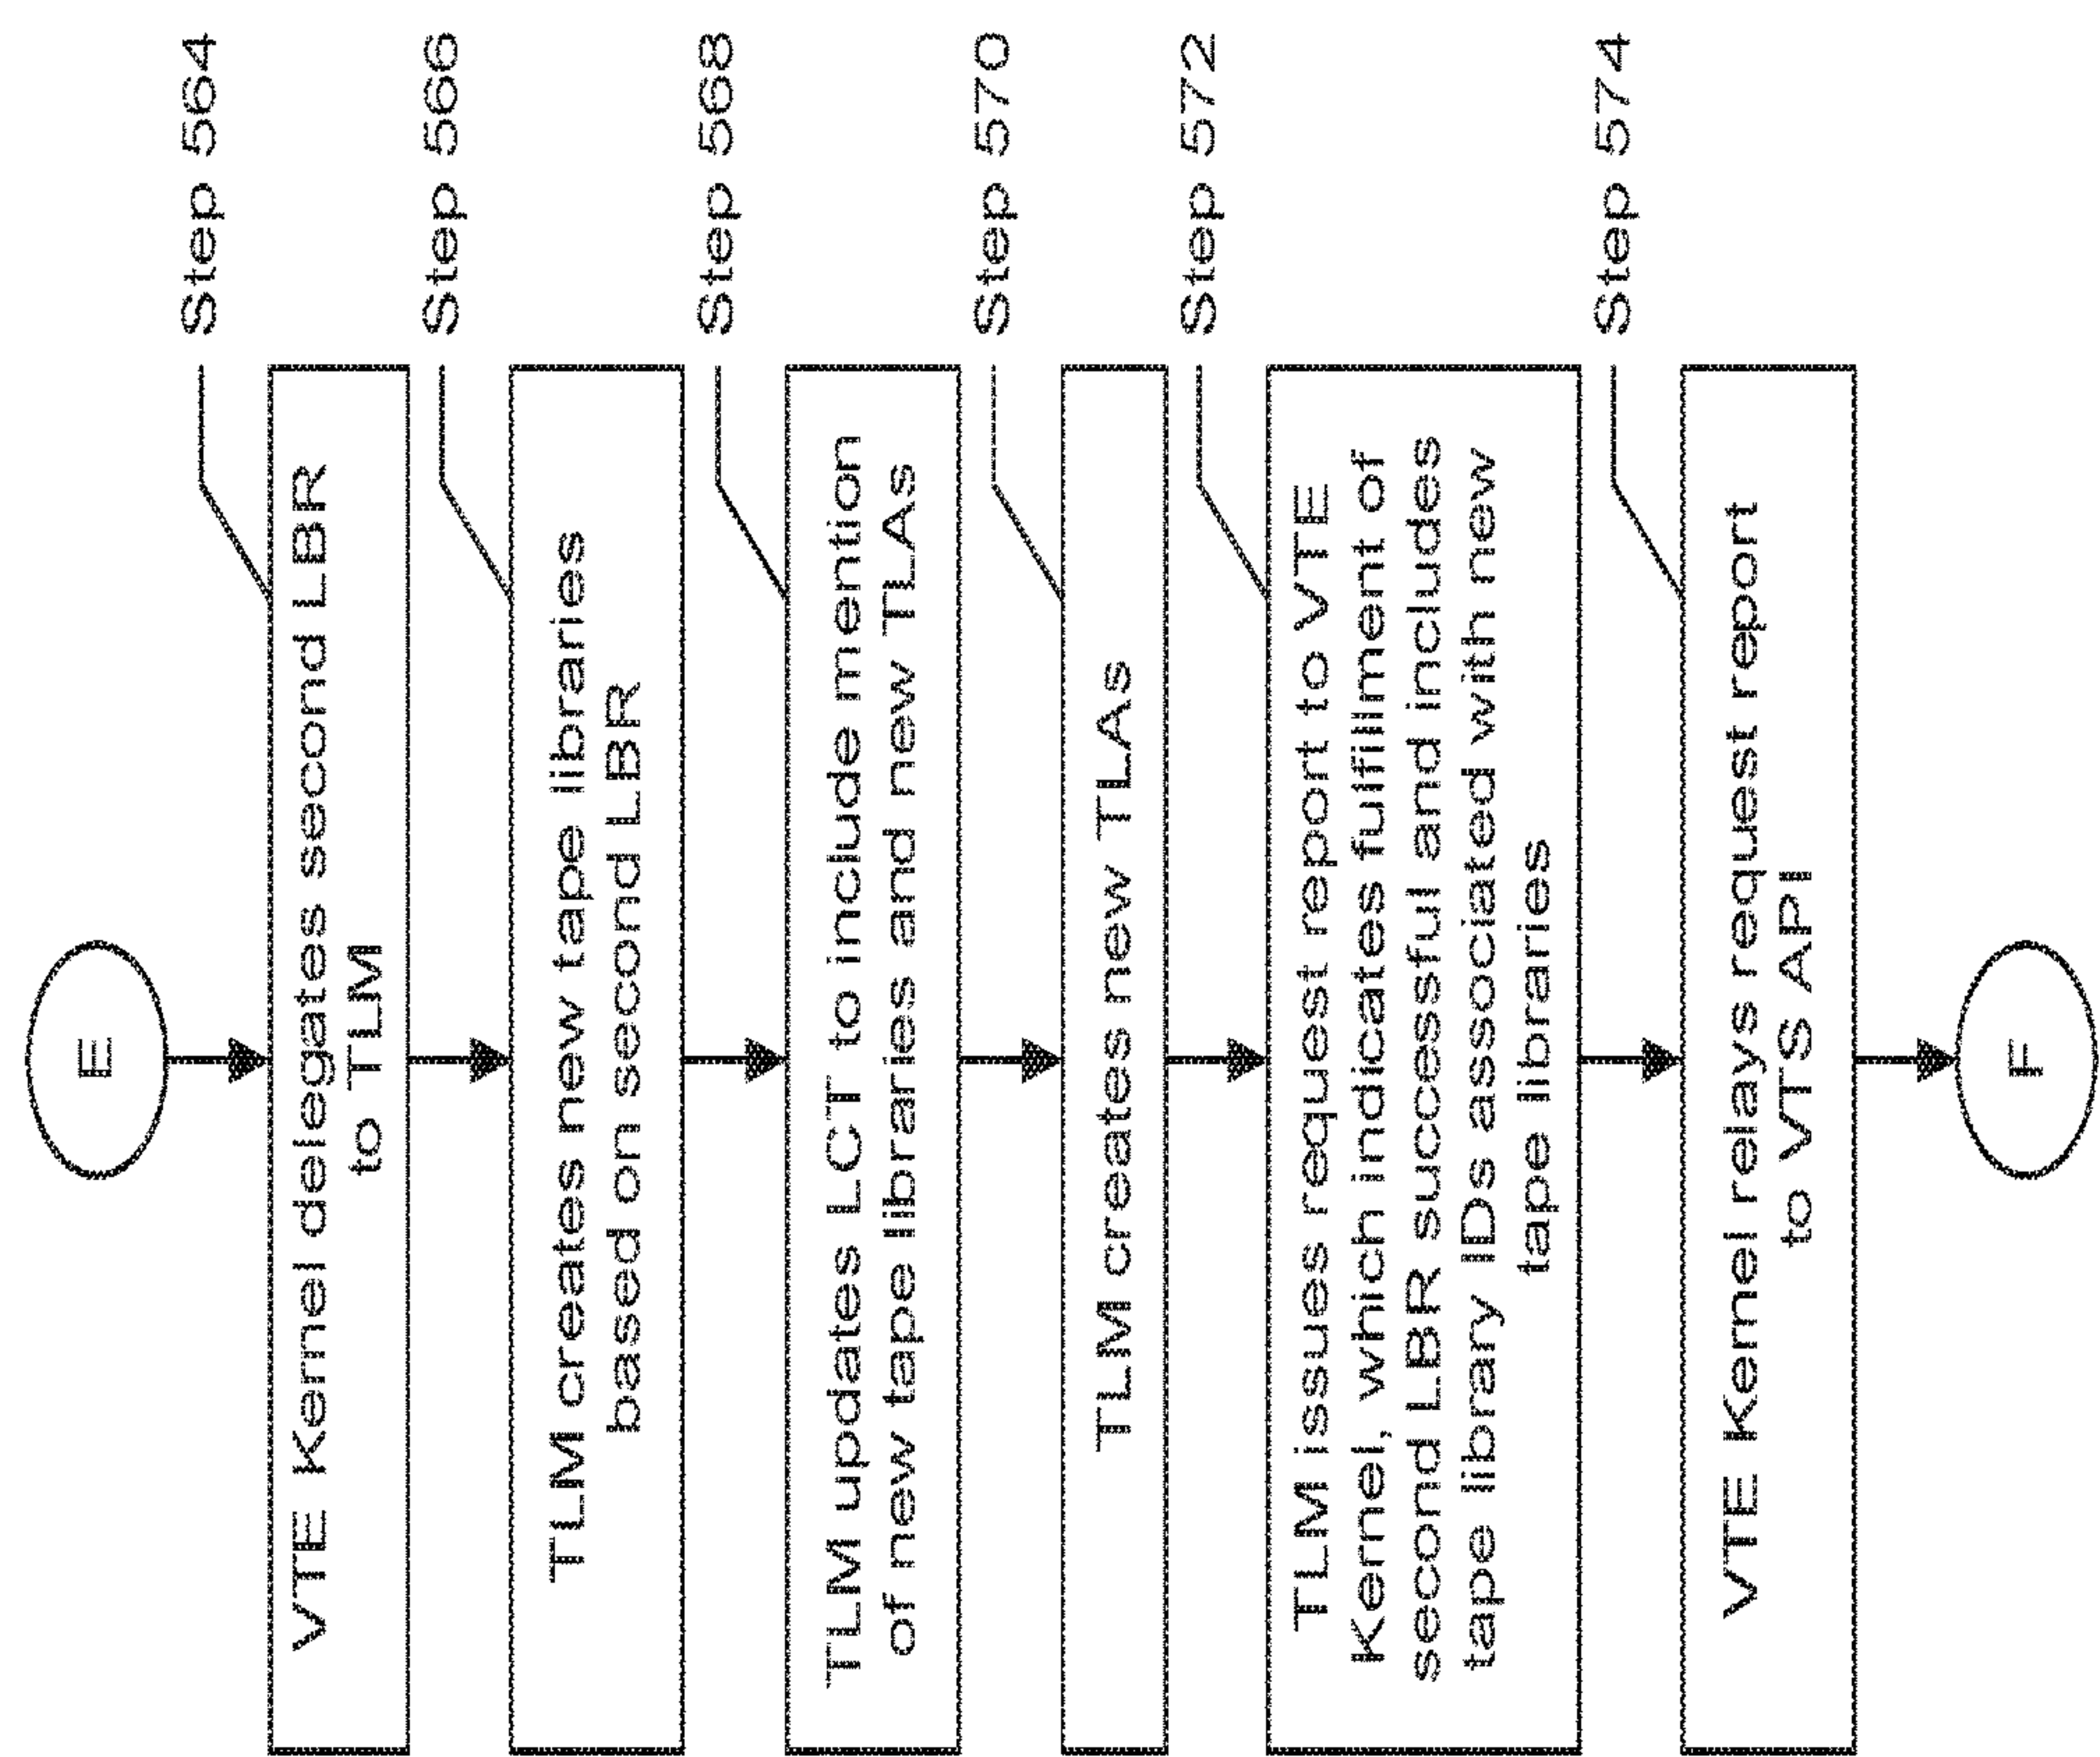 E
Step 564
VTE Kernel delegates second LBR
to TLM
Step 566
TLM creates new tape libraries
based on second LBR
Step 568
TLM updates LCT to include mention
of new tape libraries and new TLAs
Step 570
TLM creates new TLAs
Step 572
TLM issues request report to VTE
Kernel, which indicates fulfillment of
second LBR successful and includes
tape library IDs associated with new
tape libraries
Step 574
VTE Kernel relays request report
to VTS API
F